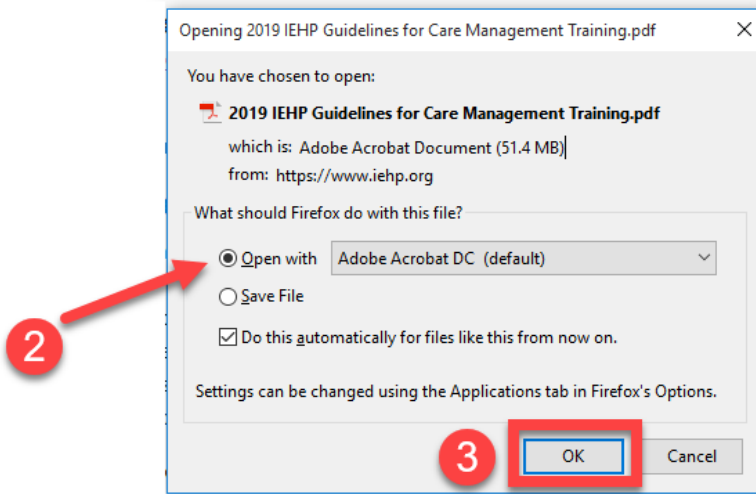 Opening 2019 IEHP Guidelines for Care Management Training.pdf
You have chosen to open:
2019 IEHP Guidelines for Care Management Training.pdf
which is: Adobe Acrobat Document (51.4 MB)
from: https://www.iehp.org
What should Firefox do with this file?
Open with Adobe Acrobat DC (default)
Save File
2
Do this automatically for files like this from now on.
Settings can be changed using the Applications tab in Firefox's Options.
3 OK Cancel